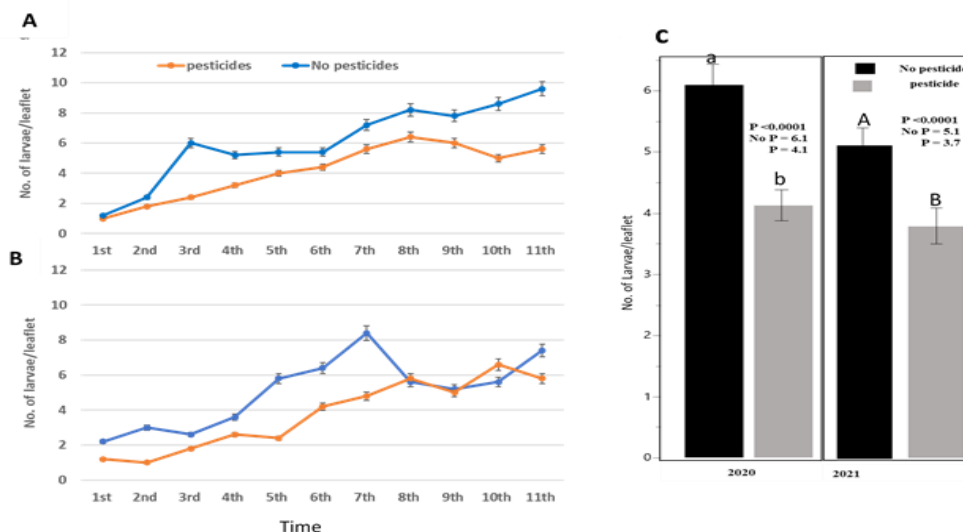 A
12
pesticides
No pesticides
10
8
6
4
2
0
No. of larvae/leaflet
1st 2nd 3rd 4th 5th 6th 7th 8th 9th 10th 11th
B
12
10
8
6
4
2
0
No. of larvae/leaflet
1st 2nd 3rd 4th 5th 6th 7th 8th 9th 10th 11th
Time
C
a
No pesticide
pesticide
6
P <0.0001
No P = 6.1
P = 4.1
A
P <0.0001
No P = 5.1
P = 3.7
5
b
B
4
3
2
1
0
No. of Larvae/leaflet
2020
2021